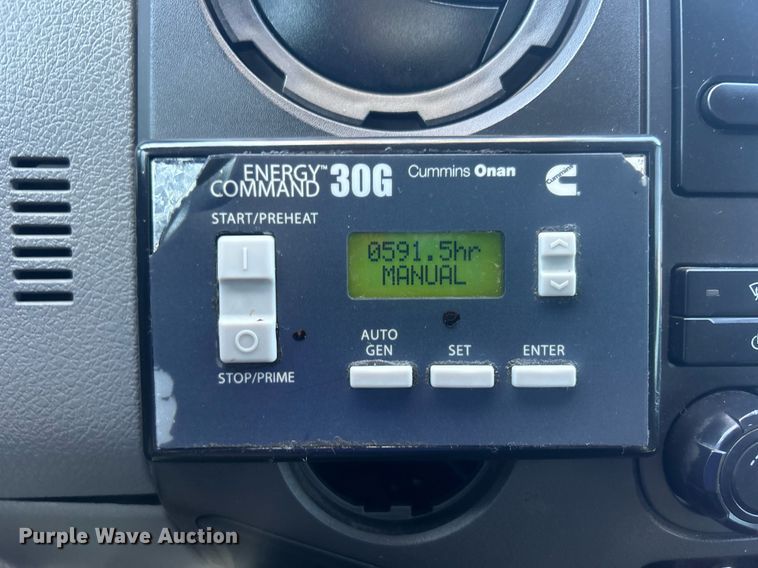 ENERGY™
COMMAND 30G Cummins Onan
Cummins
START/PREHEAT
I
0591.5hr
MANUAL
O
AUTO
GEN SET ENTER
STOP/PRIME
Purple Wave Auction